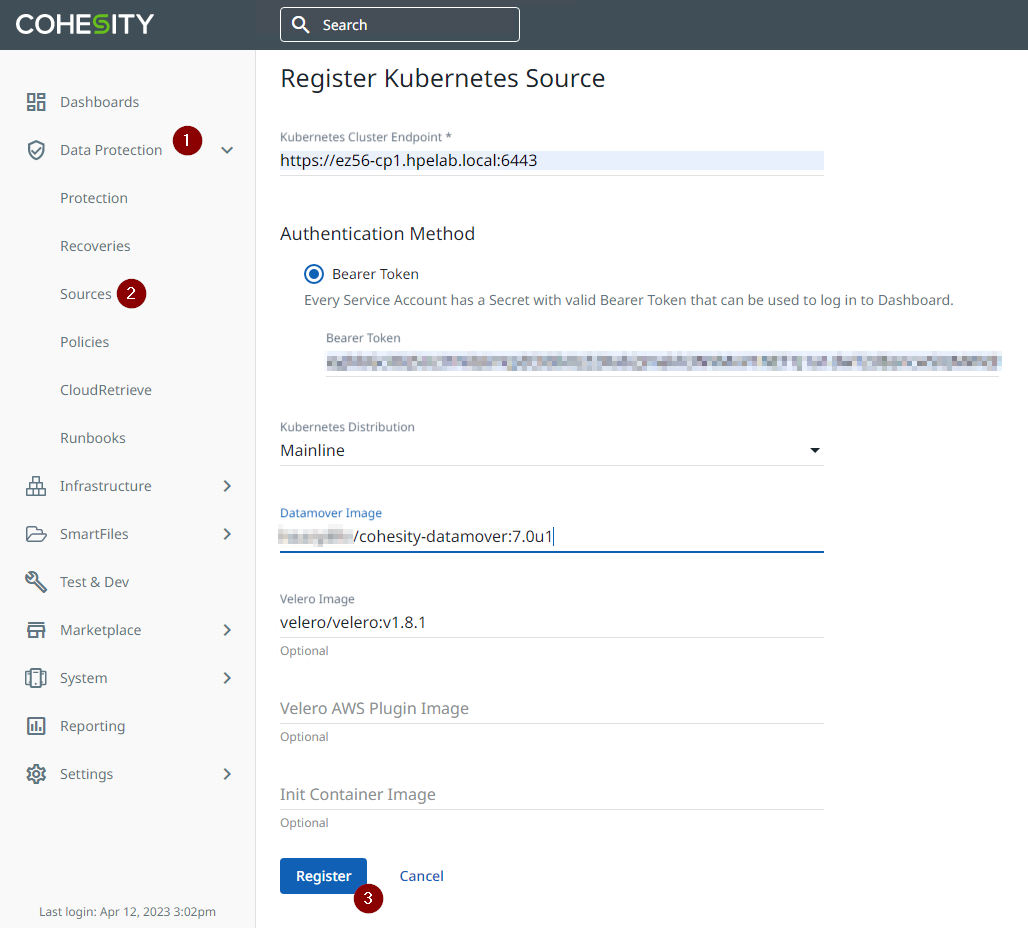 COHESITY
Search
Dashboards
Data Protection
1
Protection
Recoveries
Sources
2
Policies
CloudRetrieve
Runbooks
Infrastructure
SmartFiles
Test & Dev
Marketplace
System
Reporting
Settings
Last login: Apr 12, 2023 3:02pm
Register Kubernetes Source
Kubernetes Cluster Endpoint *
https://ez56-cp1.hpelab.local:6443
Authentication Method
Bearer Token
Every Service Account has a Secret with valid Bearer Token that can be used to log in to Dashboard.
Bearer Token
Kubernetes Distribution
Mainline
Datamover Image
/cohesity-datamover:7.0u1
Velero Image
velero/velero:v1.8.1
Optional
Velero AWS Plugin Image
Optional
Init Container Image
Optional
Register
Cancel
3